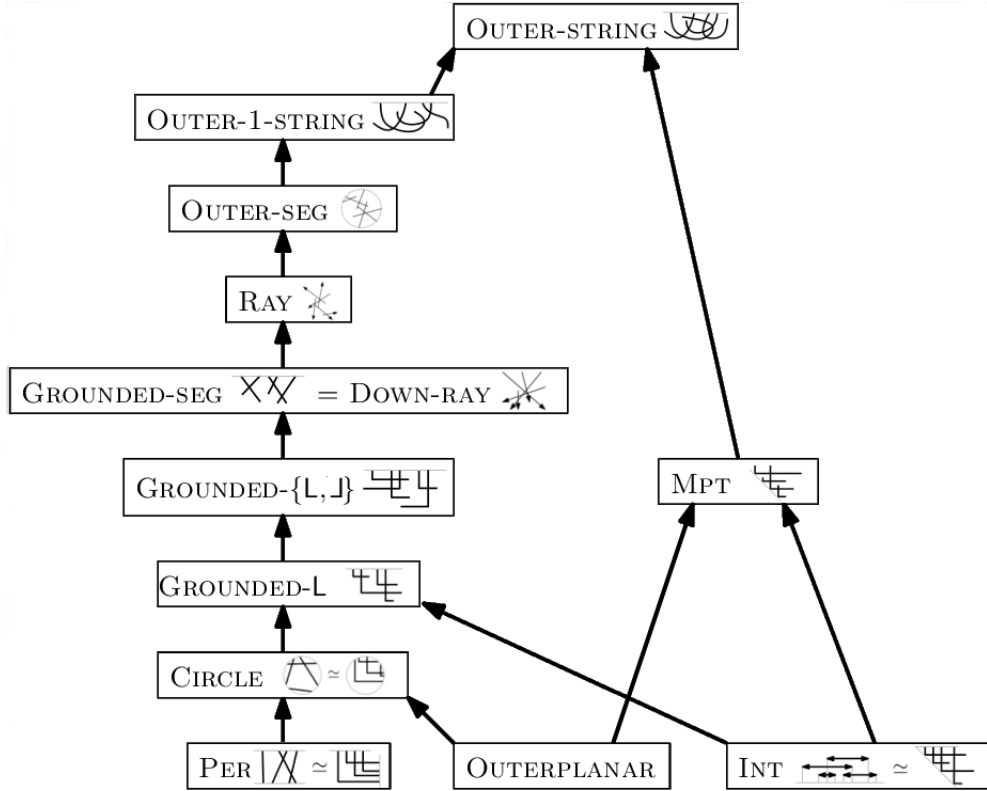 OUTER-STRING
OUTER-1-STRING
OUTER-SEG
RAY
GROUNDED-SEG = DOWN-RAY
GROUNDED-{L, ⅃} MPT
GROUNDED-L
CIRCLE ≃
PER ≃ OUTERPLANAR INT ≃